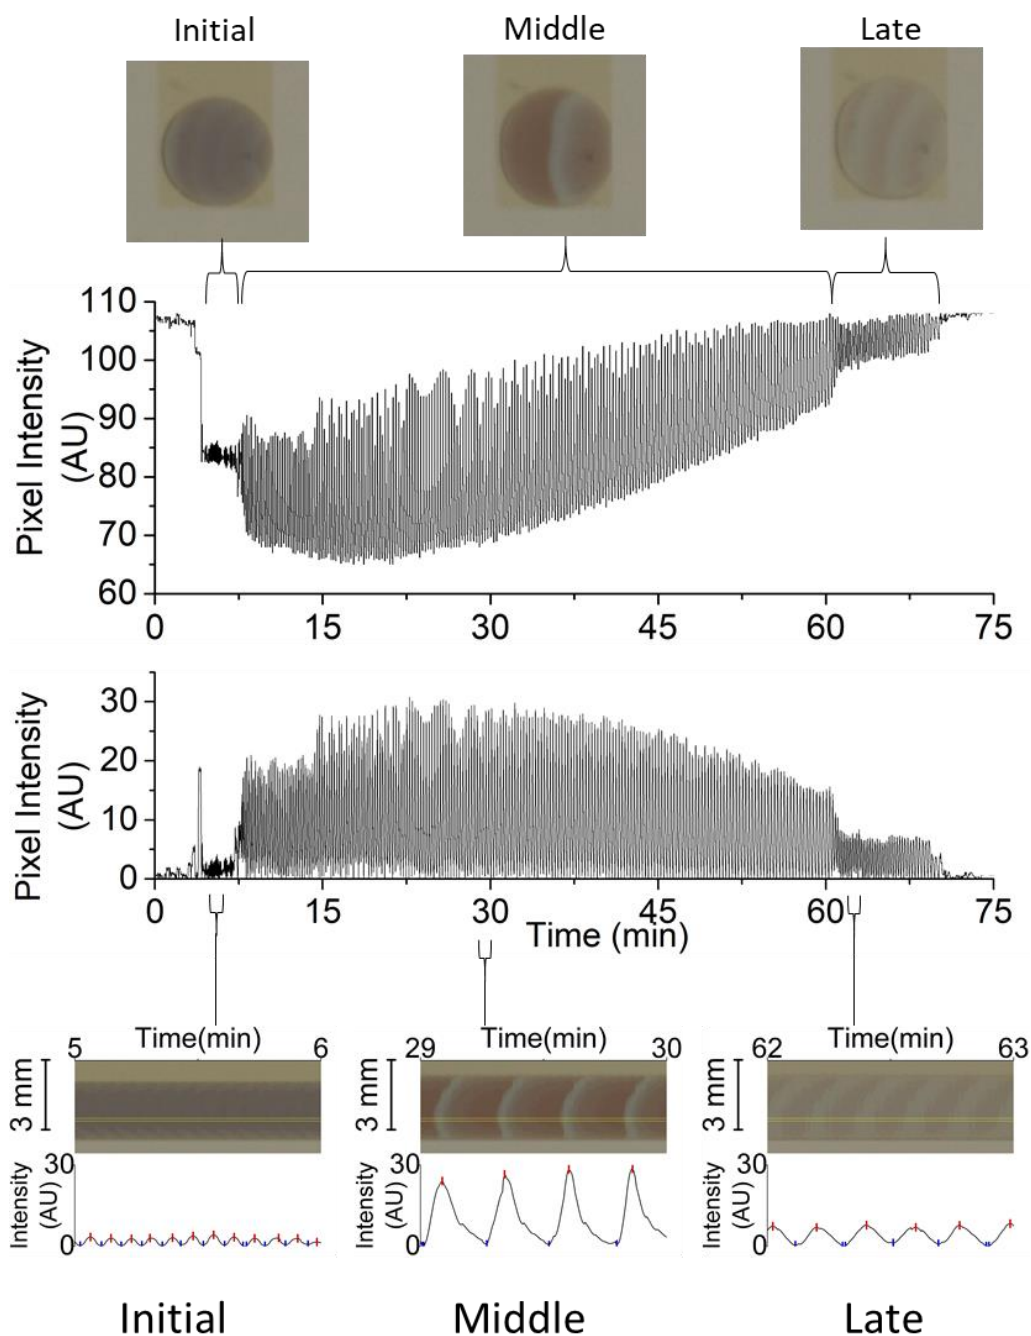 Initial Middle Late
110
100
90
80
70
60
Pixel Intensity
(AU)
0 15 30 45 60 75
30
20
10
0
Pixel Intensity
(AU)
0 15 30 45 60 75
Time (min)
Time(min) Time(min) Time(min)
5 6 29 30 62 63
3 mm 3 mm 3 mm
30 30 30
Intensity
(AU)
Intensity
(AU)
Intensity
(AU)
0 0 0
Initial Middle Late